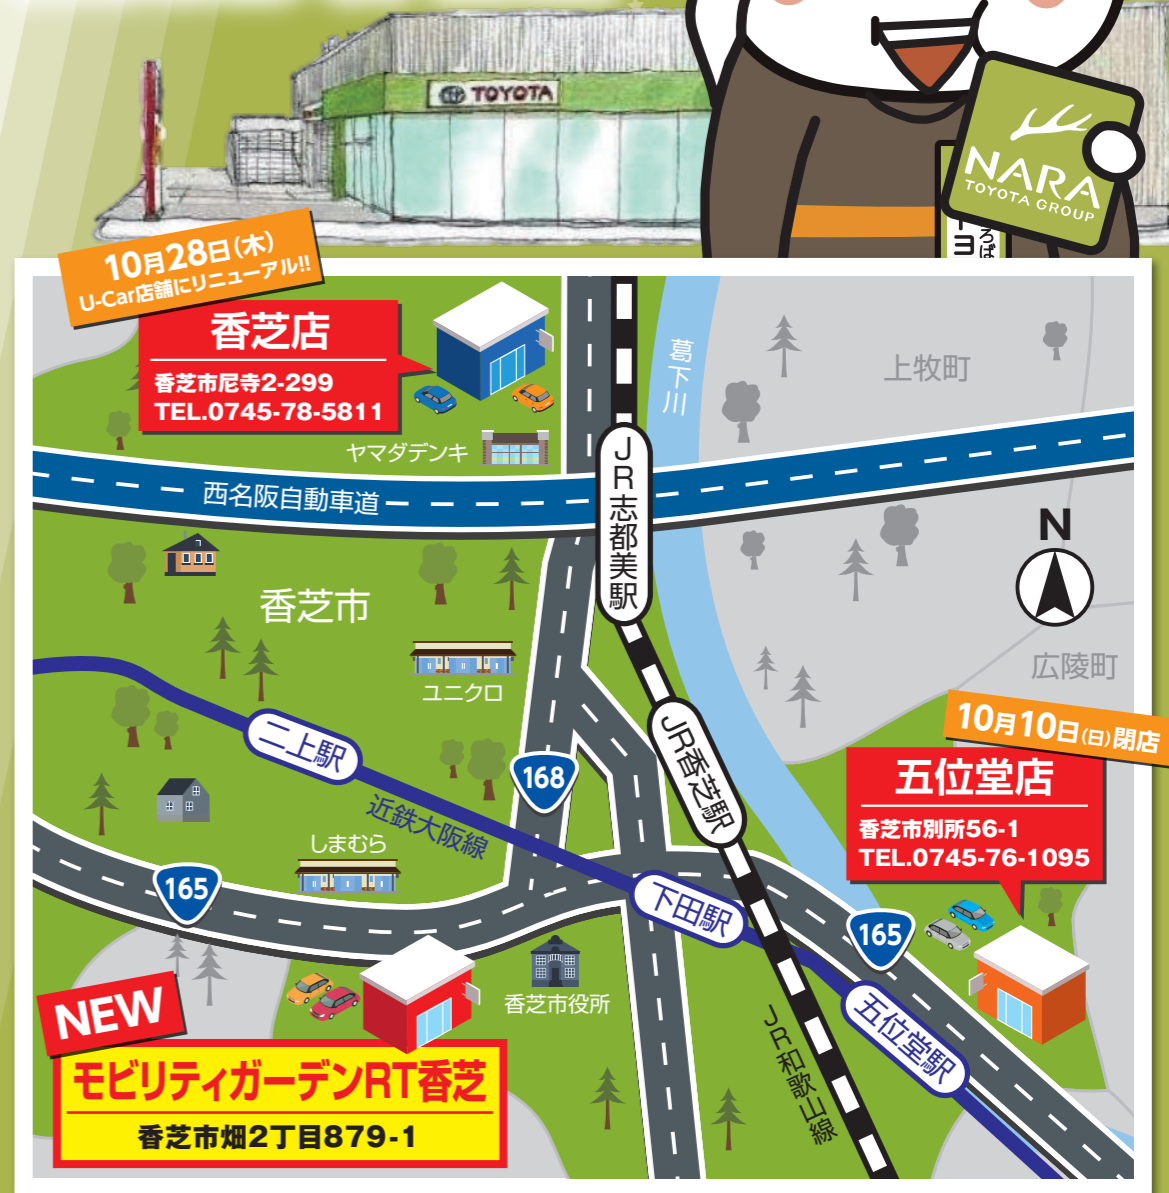 TOYOTA
NARA
TOYOTA GROUP
ろば
トヨ
10月28日(木)
U-Car店舗にリニューアル!!
香芝店
香芝市尼寺2-299
TEL.0745-78-5811
ヤマダデンキ
葛下川
上牧町
西名阪自動車道
JR志都美駅
N
香芝市
広陵町
ユニクロ
10月10日(日)閉店
五位堂店
香芝市別所56-1
TEL.0745-76-1095
二上駅
168
JR香芝駅
近鉄大阪線
しまむら
165
下田駅
165
香芝市役所
五位堂駅
JR和歌山線
NEW
モビリティガーデンRT香芝
香芝市畑2丁目879-1